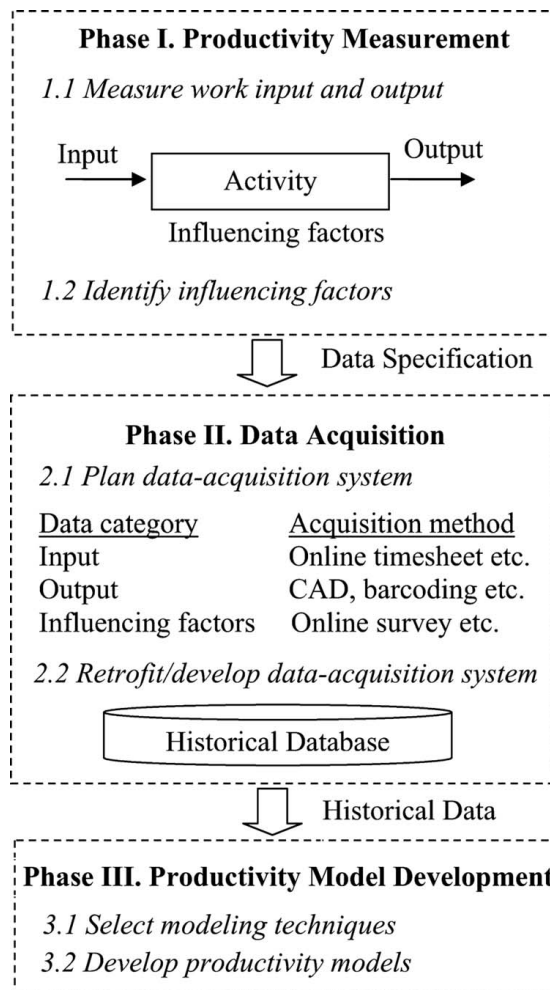 Phase I. Productivity Measurement
1.1 Measure work input and output
Input
Output
Activity
Influencing factors
1.2 Identify influencing factors
Data Specification
Phase II. Data Acquisition
2.1 Plan data-acquisition system
Data category Acquisition method
Input Online timesheet etc.
Output CAD, barcoding etc.
Influencing factors Online survey etc.
2.2 Retrofit/develop data-acquisition system
Historical Database
Historical Data
Phase III. Productivity Model Development
3.1 Select modeling techniques
3.2 Develop productivity models